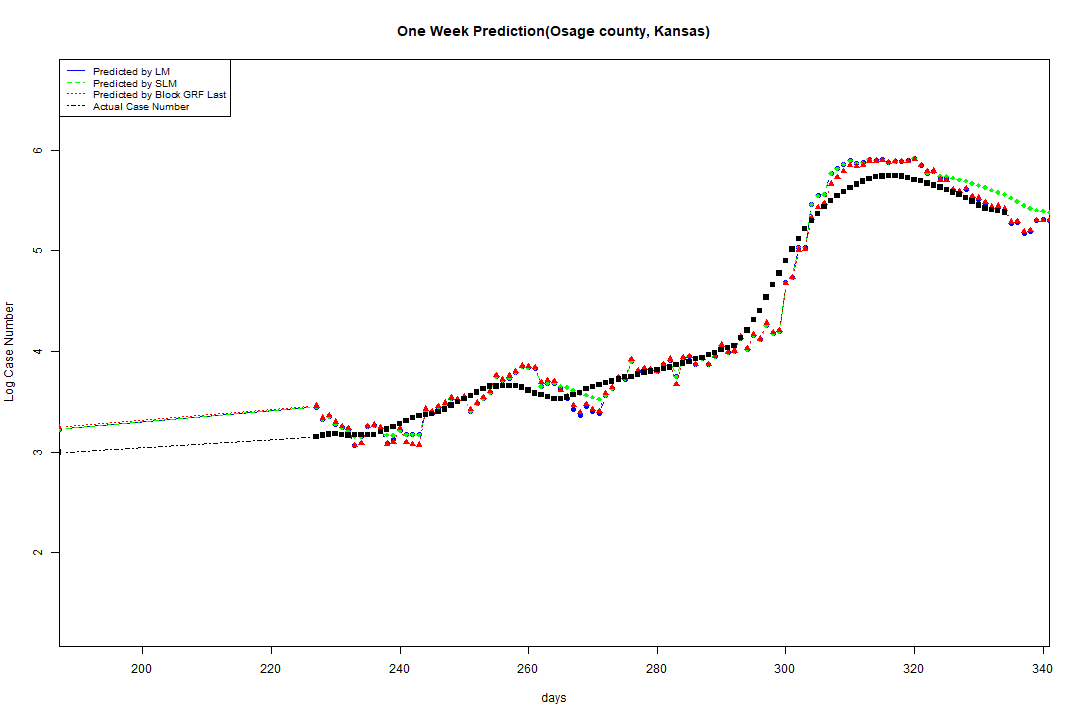 One Week Prediction(Osage county, Kansas)
Predicted by LM
Predicted by SLM
Predicted by Block GRF Last
Actual Case Number
6
5
4
3
2
Log Case Number
200 220 240 260 280 300 320 340
days